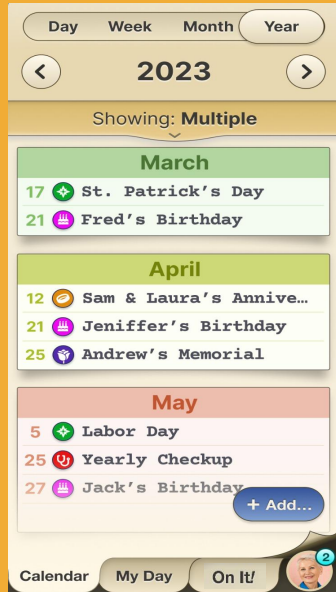 Day Week Month Year
2023
Showing: Multiple
March
17 St. Patrick's Day
21 Fred's Birthday
April
12 Sam & Laura's Annive...
21 Jeniffer's Birthday
25 Andrew's Memorial
May
5 Labor Day
25 Yearly Checkup
27 Jack's Birthday
+ Add...
2
Calendar My Day On It!